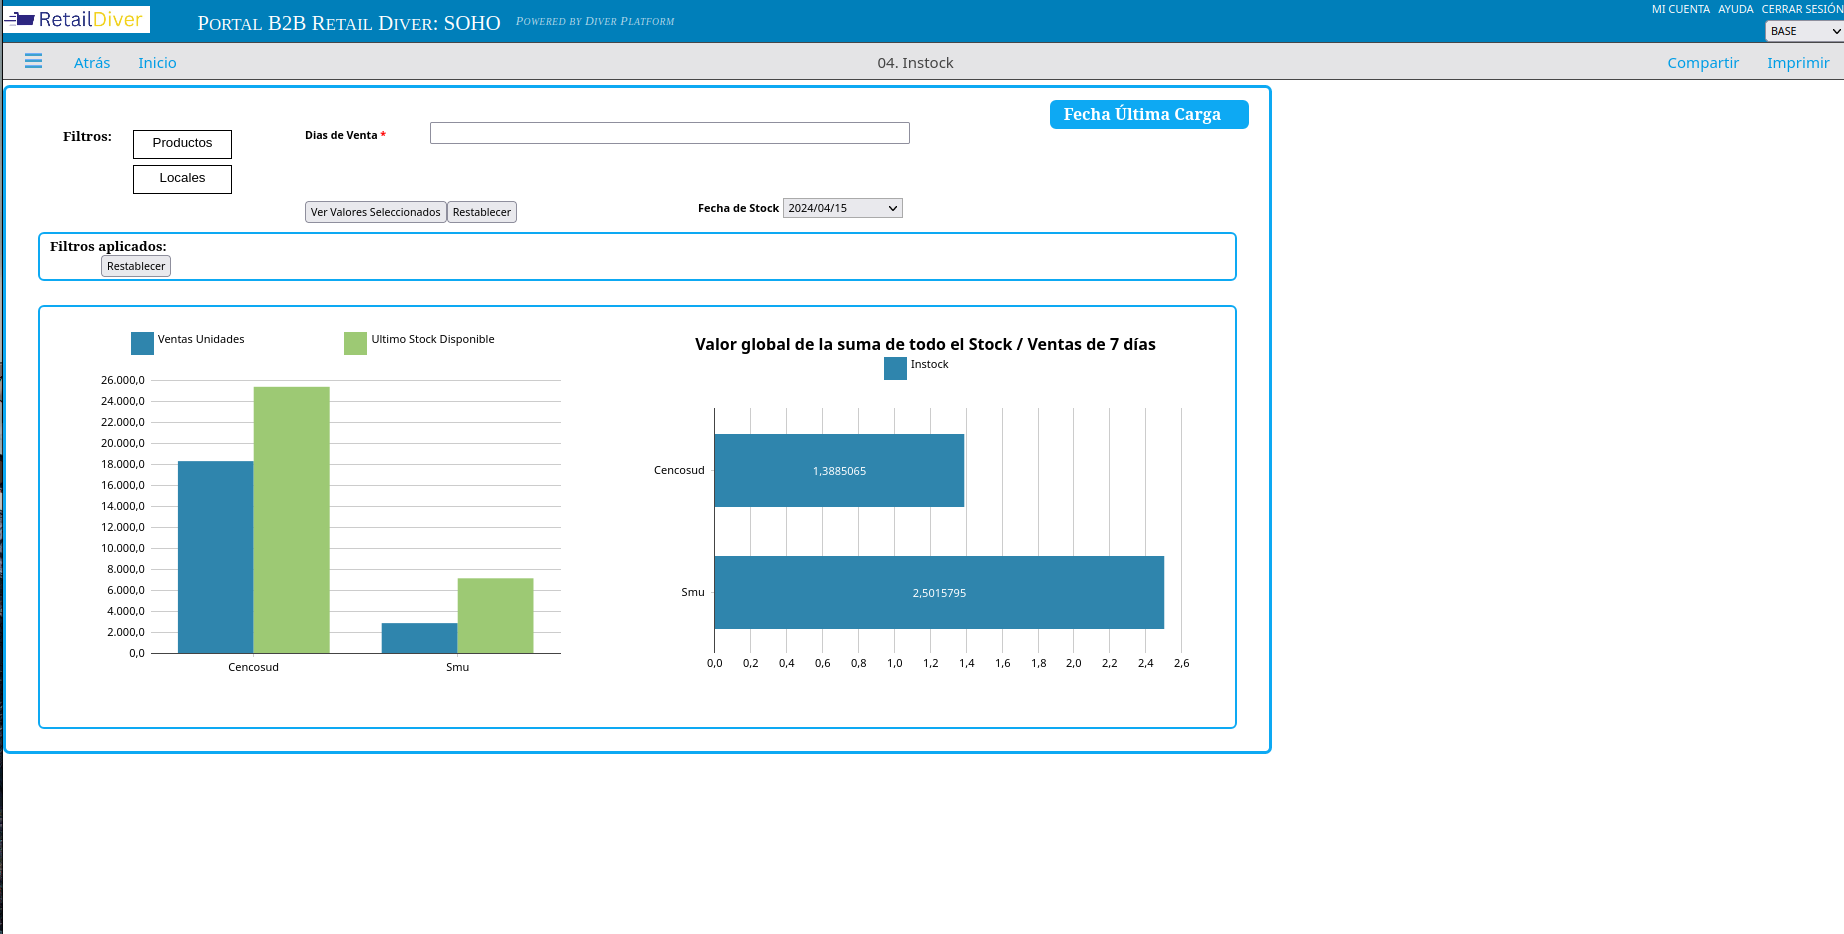 RetailDiver
PORTAL B2B RETAIL DIVER: SOHO
POWERED BY DIVER PLATFORM
MI CUENTA AYUDA CERRAR SESIÓN
BASE
Atrás Inicio
04. Instock
Compartir Imprimir
Fecha Última Carga
Filtros:
Productos
Locales
Dias de Venta *
Ver Valores Seleccionados Restablecer
Fecha de Stock 2024/04/15
Filtros aplicados:
Restablecer
Ventas Unidades
Ultimo Stock Disponible
26.000,0
24.000,0
22.000,0
20.000,0
18.000,0
16.000,0
14.000,0
12.000,0
10.000,0
8.000,0
6.000,0
4.000,0
2.000,0
0,0
Cencosud Smu
Valor global de la suma de todo el Stock / Ventas de 7 días
Instock
Cencosud
1,3885065
Smu
2,5015795
0,0 0,2 0,4 0,6 0,8 1,0 1,2 1,4 1,6 1,8 2,0 2,2 2,4 2,6